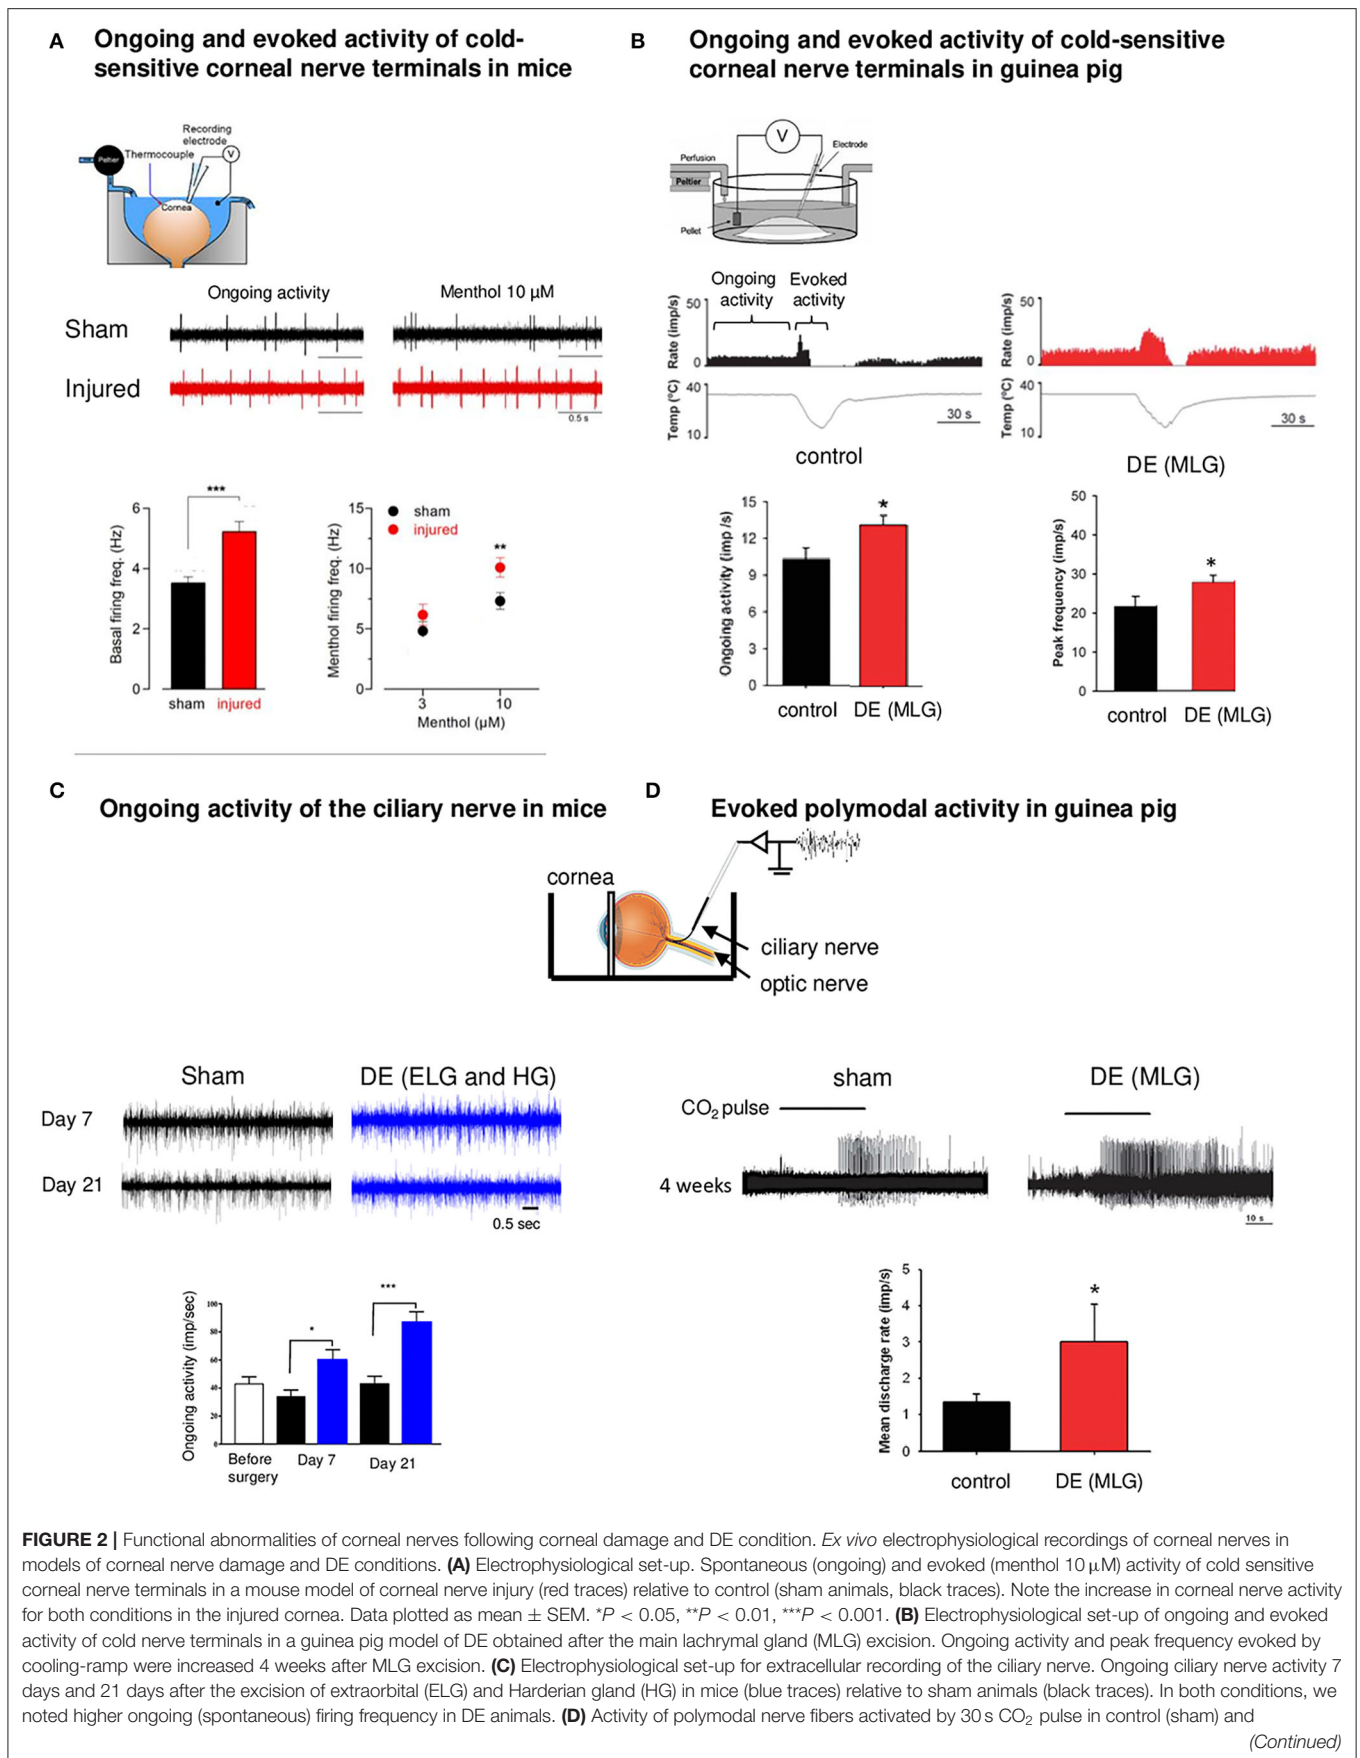 A
Ongoing and evoked activity of cold-
sensitive corneal nerve terminals in mice
Recording
electrode
Thermocouple
Peltier
V
Cornea
Ongoing activity
Menthol 10 µM
Sham
Injured
0.5 s
Basal firing freq. (Hz)
6
4
2
0
***
sham
injured
Menthol firing freq. (Hz)
15
10
5
0
sham
injured
**
3
10
Menthol (µM)
B
Ongoing and evoked activity of cold-sensitive
corneal nerve terminals in guinea pig
V
Electrode
Perfusion
Peltier
Pellet
Ongoing
activity
Evoked
activity
Rate (imp/s)
50
0
Temp (°C)
40
10
30 s
control
Rate (imp/s)
50
0
Temp (°C)
40
10
30 s
DE (MLG)
Ongoing activity (imp /s)
15
12
9
6
3
0
*
control
DE (MLG)
Peak frequency (imp/s)
50
40
30
20
10
0
*
control
DE (MLG)
C
Ongoing activity of the ciliary nerve in mice
D
Evoked polymodal activity in guinea pig
cornea
ciliary nerve
optic nerve
Sham
DE (ELG and HG)
Day 7
Day 21
0.5 sec
Ongoing activity (imp/sec)
100
80
60
40
20
0
*
***
Before
surgery
Day 7
Day 21
sham
DE (MLG)
CO2 pulse
4 weeks
10 s
Mean discharge rate (imp/s)
5
4
3
2
1
0
*
control
DE (MLG)
FIGURE 2 | Functional abnormalities of corneal nerves following corneal damage and DE condition. Ex vivo electrophysiological recordings of corneal nerves in
models of corneal nerve damage and DE conditions. (A) Electrophysiological set-up. Spontaneous (ongoing) and evoked (menthol 10 µM) activity of cold sensitive
corneal nerve terminals in a mouse model of corneal nerve injury (red traces) relative to control (sham animals, black traces). Note the increase in corneal nerve activity
for both conditions in the injured cornea. Data plotted as mean ± SEM. *P < 0.05, **P < 0.01, ***P < 0.001. (B) Electrophysiological set-up of ongoing and evoked
activity of cold nerve terminals in a guinea pig model of DE obtained after the main lachrymal gland (MLG) excision. Ongoing activity and peak frequency evoked by
cooling-ramp were increased 4 weeks after MLG excision. (C) Electrophysiological set-up for extracellular recording of the ciliary nerve. Ongoing ciliary nerve activity 7
days and 21 days after the excision of extraorbital (ELG) and Harderian gland (HG) in mice (blue traces) relative to sham animals (black traces). In both conditions, we
noted higher ongoing (spontaneous) firing frequency in DE animals. (D) Activity of polymodal nerve fibers activated by 30 s CO2 pulse in control (sham) and
(Continued)